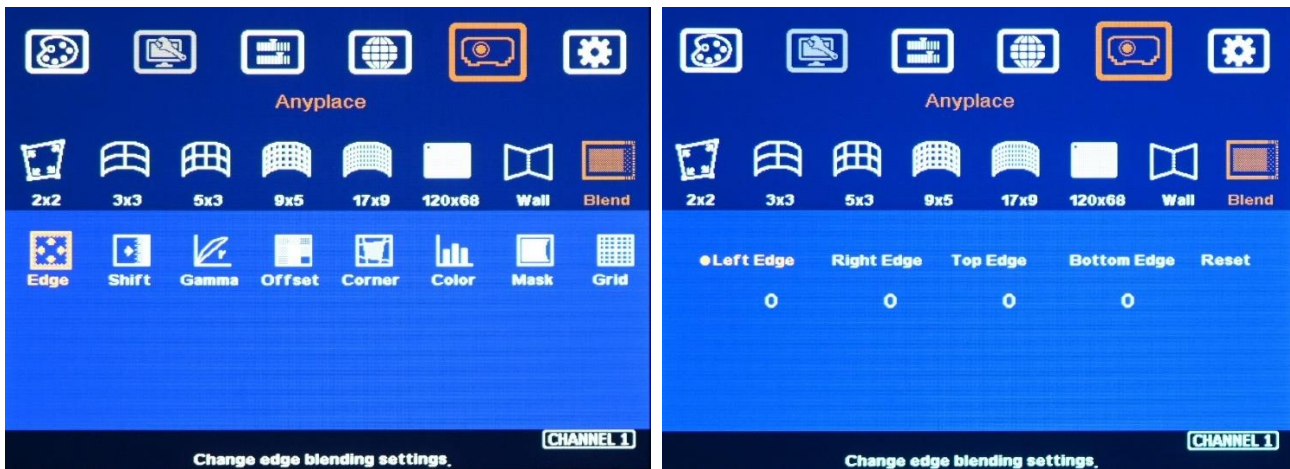 Anyplace
2x2 3x3 5x3 9x5 17x9 120x68 Wall Blend
Edge Shift Gamma Offset Corner Color Mask Grid
CHANNEL 1
Change edge blending settings.
Anyplace
2x2 3x3 5x3 9x5 17x9 120x68 Wall Blend
Left Edge Right Edge Top Edge Bottom Edge Reset
0 0 0 0
CHANNEL 1
Change edge blending settings.